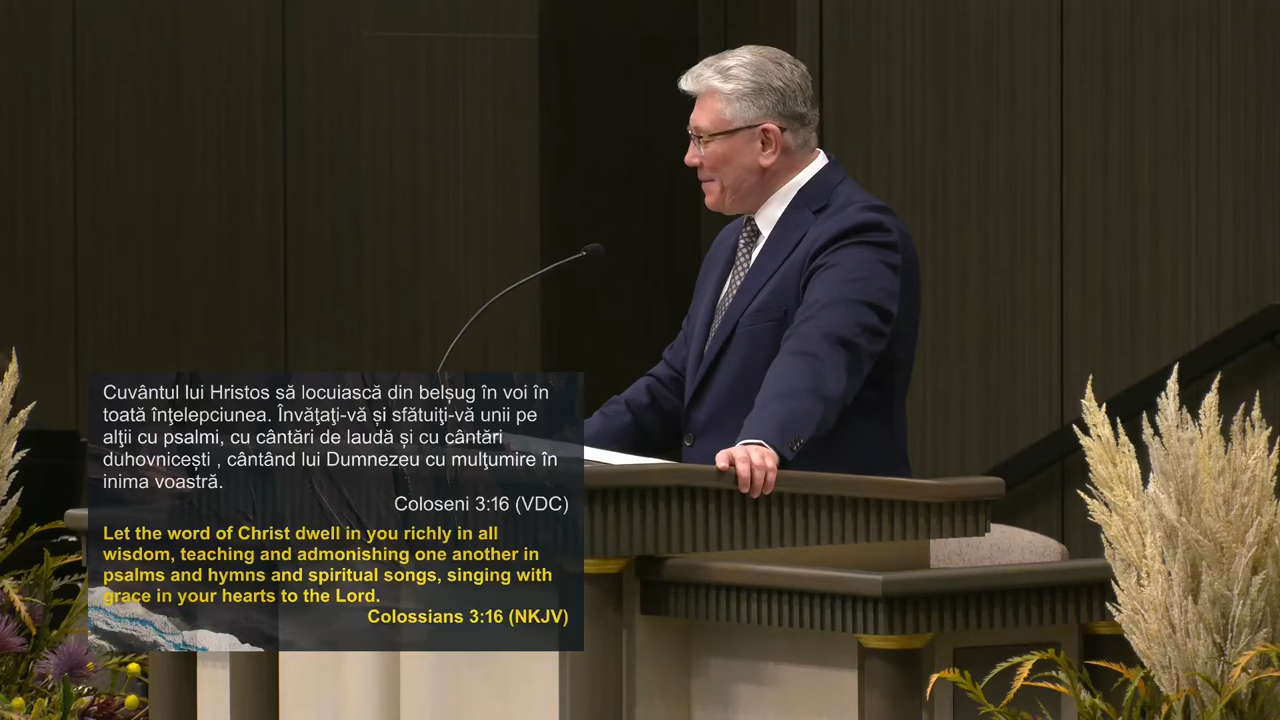 Cuvântul lui Hristos să locuiască din belșug în voi în
toată înţelepciunea. Învăţaţi-vă și sfătuiţi-vă unii pe
alţii cu psalmi, cu cântări de laudă și cu cântări
duhovnicești , cântând lui Dumnezeu cu mulţumire în
inima voastră.
Coloseni 3:16 (VDC)
Let the word of Christ dwell in you richly in all
wisdom, teaching and admonishing one another in
psalms and hymns and spiritual songs, singing with
grace in your hearts to the Lord.
Colossians 3:16 (NKJV)